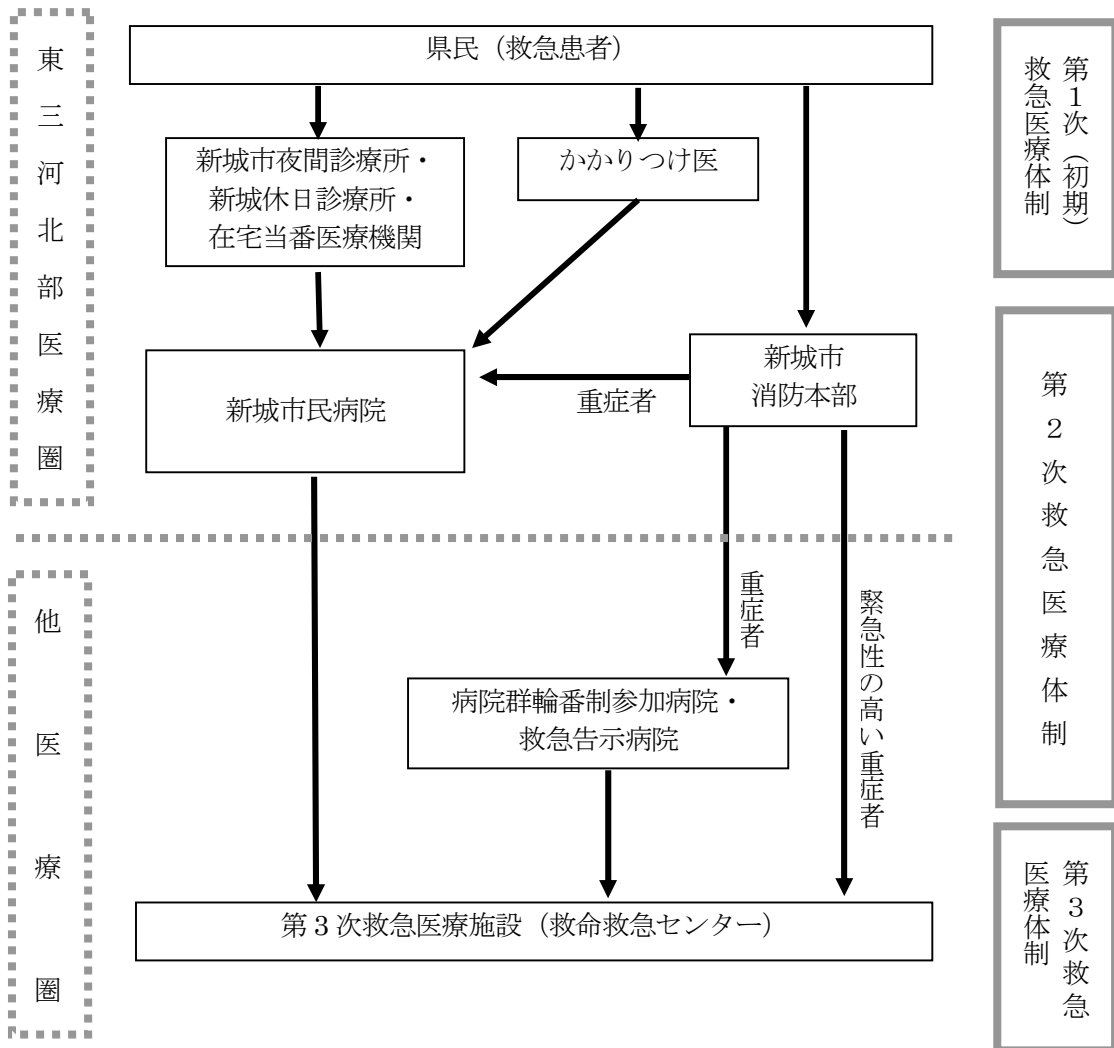 東三河北部医療圏
県民（救急患者）
第１次（初期）
救急医療体制
新城市夜間診療所・
新城休日診療所・
在宅当番医療機関
かかりつけ医
新城市民病院
重症者
新城市
消防本部
第２次救急医療体制
他医療圏
重症者
緊急性の高い重症者
病院群輪番制参加病院・
救急告示病院
第３次救急医療施設（救命救急センター）
第３次救急
医療体制